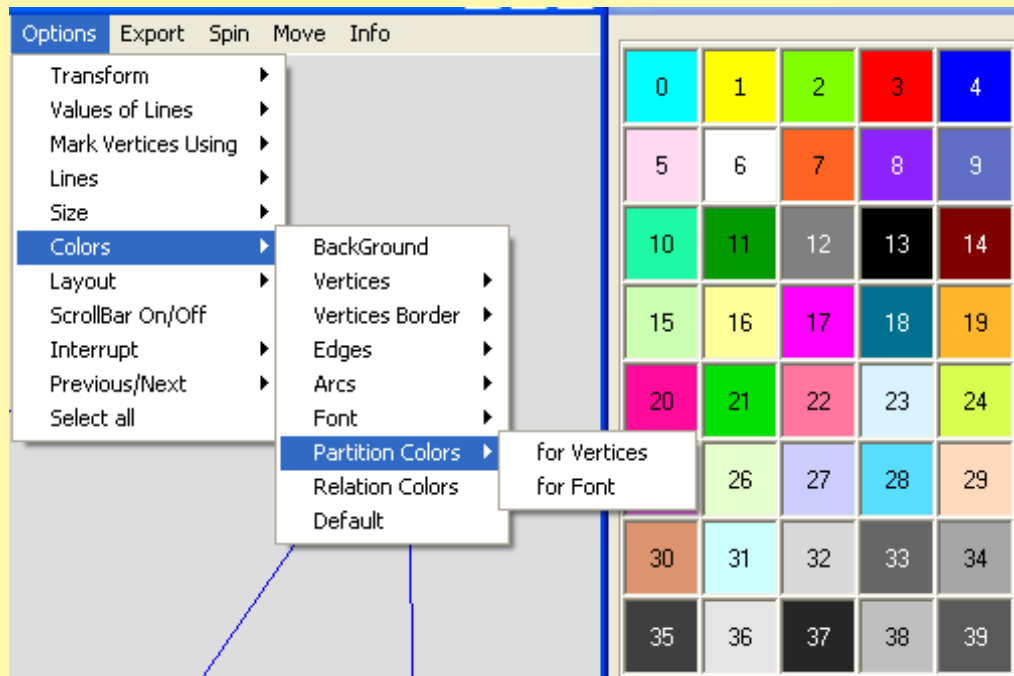 Options Export Spin Move Info
Transform
Values of Lines
Mark Vertices Using
Lines
Size
Colors
Layout
ScrollBar On/Off
Interrupt
Previous/Next
Select all
BackGround
Vertices
Vertices Border
Edges
Arcs
Font
Partition Colors
Relation Colors
Default
for Vertices
for Font
0 1 2 3 4
5 6 7 8 9
10 11 12 13 14
15 16 17 18 19
20 21 22 23 24
26 27 28 29
30 31 32 33 34
35 36 37 38 39